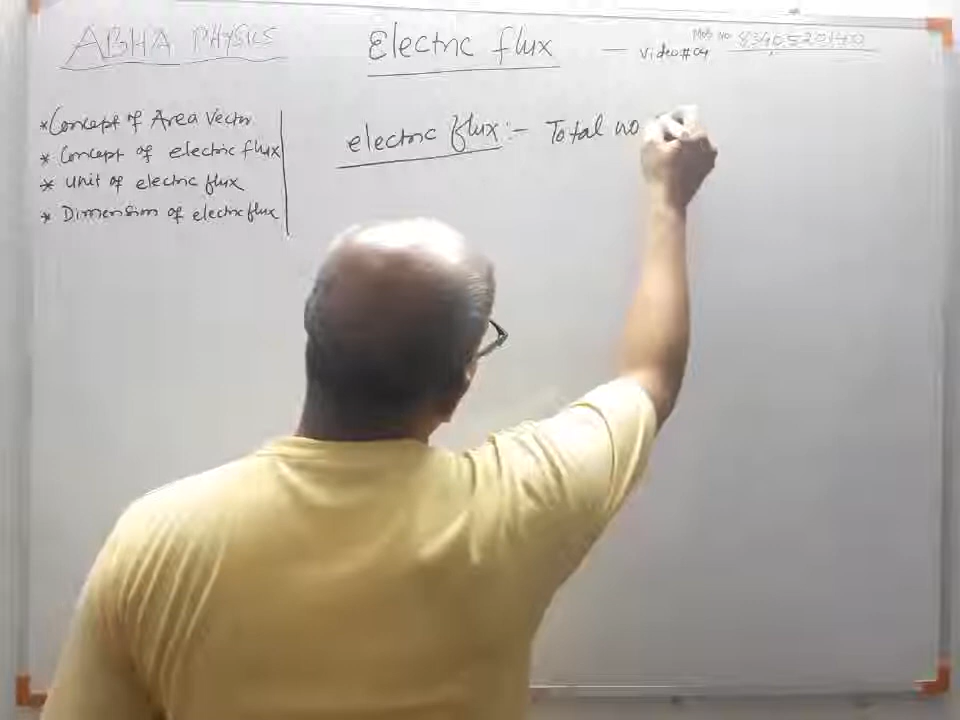 ABHA PHYSICS
Electric flux — Video#04
Mob No 8340520140
*Concept of Area Vector
* Concept of electric flux
* Unit of electric flux
* Dimension of electric flux
electric flux:- Total no